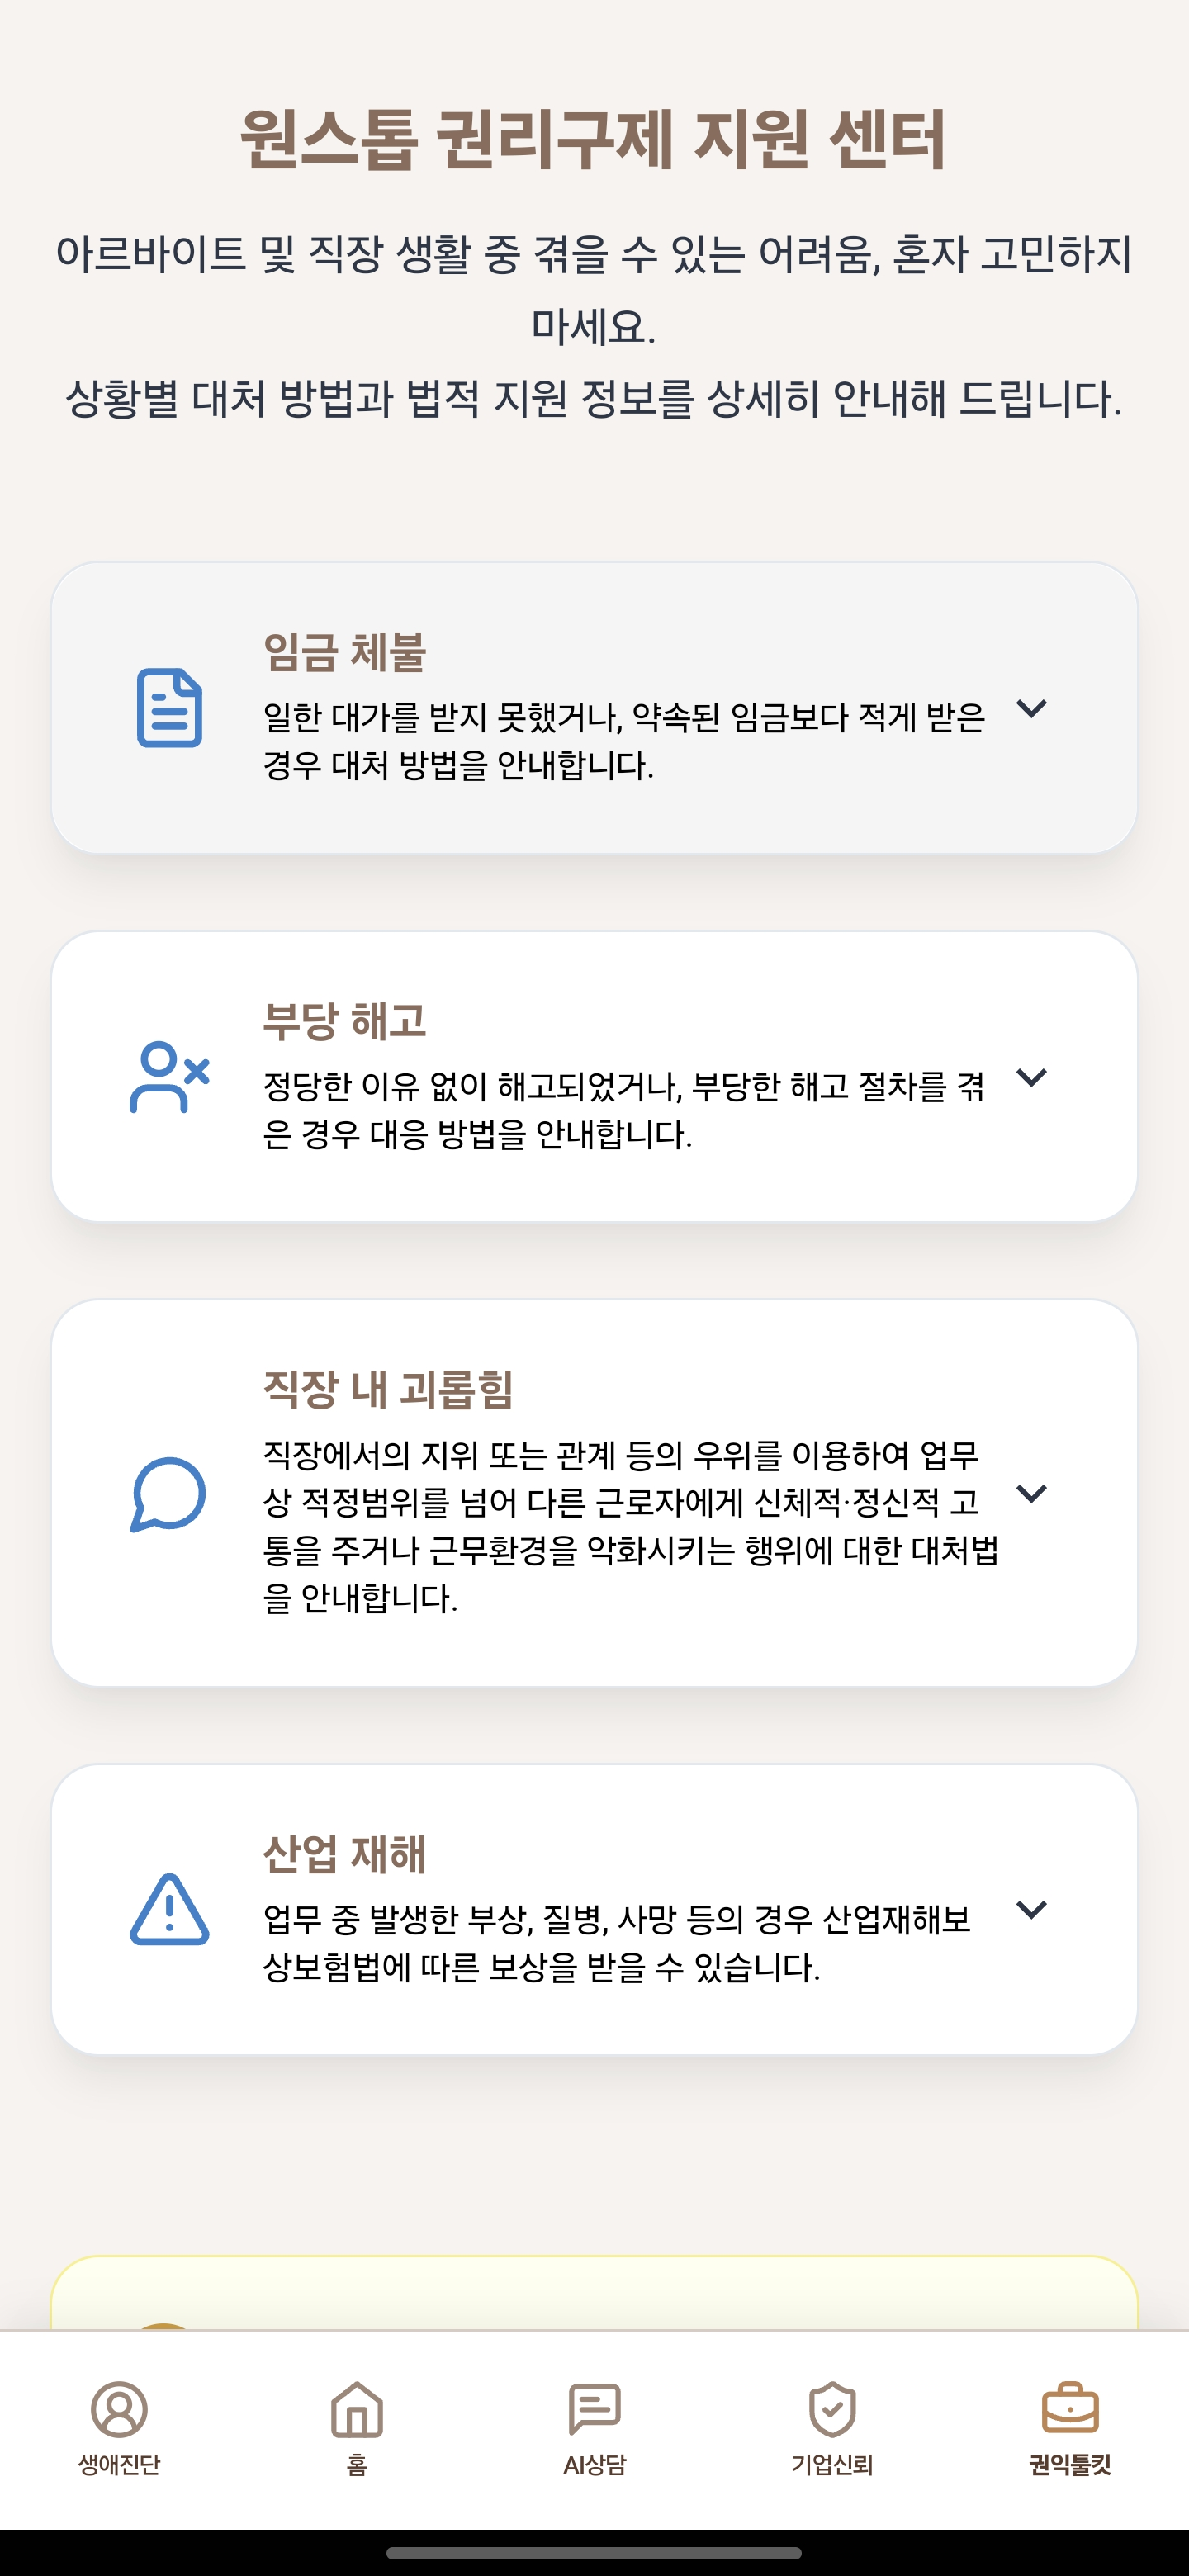 원스톱 권리구제 지원 센터
아르바이트 및 직장 생활 중 겪을 수 있는 어려움, 혼자 고민하지
마세요.
상황별 대처 방법과 법적 지원 정보를 상세히 안내해 드립니다.
임금 체불
일한 대가를 받지 못했거나, 약속된 임금보다 적게 받은
경우 대처 방법을 안내합니다.
부당 해고
정당한 이유 없이 해고되었거나, 부당한 해고 절차를 겪
은 경우 대응 방법을 안내합니다.
직장 내 괴롭힘
직장에서의 지위 또는 관계 등의 우위를 이용하여 업무
상 적정범위를 넘어 다른 근로자에게 신체적·정신적 고
통을 주거나 근무환경을 악화시키는 행위에 대한 대처법
을 안내합니다.
산업 재해
업무 중 발생한 부상, 질병, 사망 등의 경우 산업재해보
상보험법에 따른 보상을 받을 수 있습니다.
생애진단
홈
AI상담
기업신뢰
권익툴킷